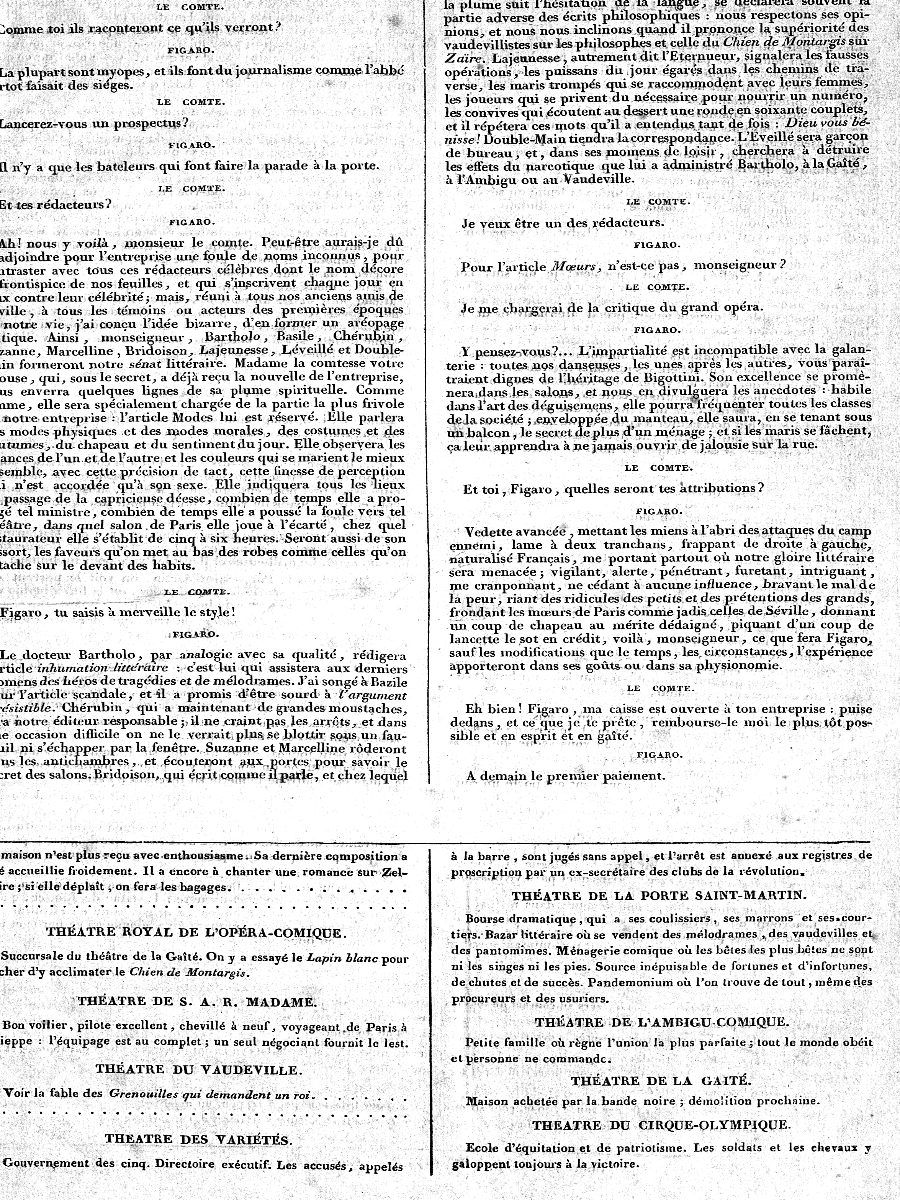 LE COMTE.
Comme toi ils raconteront ce qu'ils verront?
FIGARO.
La plupart sont myopes, et ils font du journalisme comme l'abbé
rtot faisait des siéges.
LE COMTE.
Lancerez-vous un prospectus?
FIGARO.
Il n'y a que les bateleurs qui font faire la parade à la porte.
LE COMTE.
Et tes rédacteurs?
FIGARO.
Ah! nous y voilà, monsieur le comte. Peut-être aurais-je dû
adjoindre pour l'entreprise une foule de noms inconnus, pour
ntraster avec tous ces rédacteurs célèbres dont le nom décore
frontispice de nos feuilles, et qui s'inscrivent chaque jour en
ux contre leur célébrité; mais, réuni à tous nos anciens amis de
ville, à tous les témoins ou acteurs des premières époques
notre vie, j'ai conçu l'idée bizarre, d'en former un aréopage
tique. Ainsi, monseigneur, Bartholo, Basile, Chérubin,
zanne, Marcelline, Bridoison, Lajeunesse, Léveillé et Double-
in formeront notre sénat littéraire. Madame la comtesse votre
ouse, qui, sous le secret, a déjà reçu la nouvelle de l'entreprise,
us enverra quelques lignes de sa plume spirituelle. Comme
mme, elle sera spécialement chargée de la partie la plus frivole
notre entreprise: l'article Modes lui est réservé. Elle parlera
s modes physiques et des modes morales, des costumes et des
utumes, du chapeau et du sentiment du jour. Elle observera les
ances de l'un et de l'autre et les couleurs qui se marient le mieux
semble, avec cette précision de tact, cette finesse de perception
i n'est accordée qu'à son sexe. Elle indiquera tous les lieux
passage de la capricieuse déesse, combien de temps elle a pro-
gé tel ministre, combien de temps elle a poussé la foule vers tel
éâtre, dans quel salon de Paris elle joue à l'écarté, chez quel
staurateur elle s'établit de cinq à six heures. Seront aussi de son
ssort, les faveurs qu'on met au bas des robes comme celles qu'on
tache sur le devant des habits.
LE COMTE.
Figaro, tu saisis à merveille le style!
FIGARO.
Le docteur Bartholo, par analogie avec sa qualité, rédigera
rticle inhumation littéraire : c'est lui qui assistera aux derniers
omens des héros de tragédies et de mélodrames. J'ai songé à Bazile
ur l'article scandale, et il a promis d'être sourd à l'argument
résistible. Chérubin, qui a maintenant de grandes moustaches,
ra notre éditeur responsable; il ne craint pas les arrêts, et dans
e occasion difficile on ne le verrait plus se blottir sous un fau-
uil ni s'échapper par la fenêtre. Suzanne et Marcelline rôderont
ns les antichambres, et écouteront aux portes pour savoir le
cret des salons. Bridoison, qui écrit comme il parle, et chez lequel
la plume suit l'hésitation de la langue, se déclarera souvent la
partie adverse des écrits philosophiques : nous respectons ses opi-
nions, et nous nous inclinons quand il prononce la supériorité des
vaudevillistes sur les philosophes et celle du Chien de Montargis sur
Zaïre. Lajeunesse, autrement dit l'Eternueur, signalera les fausses
opérations, les puissans du jour égarés dans les chemins de tra-
verse, les maris trompés qui se raccommodent avec leurs femmes,
les joueurs qui se privent du nécessaire pour nourrir un numéro,
les convives qui écoutent au dessert une ronde en soixante couplets,
et il répétera ces mots qu'il a entendus tant de fois : Dieu vous bé-
nisse! Double-Main tiendra la correspondance. L'Éveillé sera garçon
de bureau, et, dans ses momens de loisir, cherchera à détruire
les effets du narcotique que lui a administré Bartholo, à la Gaîté,
à l'Ambigu ou au Vaudeville.
LE COMTE.
Je veux être un des rédacteurs.
FIGARO.
Pour l'article Mœurs, n'est-ce pas, monseigneur?
LE COMTE.
Je me chargerai de la critique du grand opéra.
FIGARO.
Y pensez-vous?... L'impartialité est incompatible avec la galan-
terie : toutes nos danseuses, les unes après les autres, vous paraî-
traient dignes de l'héritage de Bigottini. Son excellence se promè-
nera dans les salons, et nous en divulguera les anecdotes : habile
dans l'art des déguisemens, elle pourra fréquenter toutes les classes
de la société; enveloppée du manteau, elle saura, en se tenant sous
un balcon, le secret de plus d'un ménage; et si les maris se fâchent,
ça leur apprendra à ne jamais ouvrir de jalousie sur la rue.
LE COMTE.
Et toi, Figaro, quelles seront tes attributions?
FIGARO.
Vedette avancée, mettant les miens à l'abri des attaques du camp
ennemi, lame à deux tranchans, frappant de droite à gauche,
naturalisé Français, me portant partout où notre gloire littéraire
sera menacée; vigilant, alerte, pénétrant, furetant, intriguant,
me cramponnant, ne cédant à aucune influence, bravant le mal de
la peur, riant des ridicules des petits et des prétentions des grands,
frondant les mœurs de Paris comme jadis celles de Séville, donnant
un coup de chapeau au mérite dédaigné, piquant d'un coup de
lancette le sot en crédit, voilà, monseigneur, ce que fera Figaro,
sauf les modifications que le temps, les circonstances, l'expérience
apporteront dans ses goûts ou dans sa physionomie.
LE COMTE.
Eh bien! Figaro, ma caisse est ouverte à ton entreprise : puise
dedans, et ce que je te prête, rembourse-le moi le plus tôt pos-
sible et en esprit et en gaîté.
FIGARO.
A demain le premier paiement.
maison n'est plus reçu avec enthousiasme. Sa dernière composition a
é accueillie froidement. Il a encore à chanter une romance sur Zel-
ire; si elle déplaît, on fera les bagages. . . . . . . . . . . . .
. . . . . . . . . . . . . . . . . . . . . . . . . . . .
THÉATRE ROYAL DE L'OPÉRA-COMIQUE.
Succursale du théâtre de la Gaîté. On y a essayé le Lapin blanc pour
cher d'y acclimater le Chien de Montargis.
THÉATRE DE S. A. R. MADAME.
Bon voilier, pilote excellent, chevillé à neuf, voyageant de Paris à
ieppe : l'équipage est au complet; un seul négociant fournit le lest.
THÉATRE DU VAUDEVILLE.
Voir la fable des Grenouilles qui demandent un roi. . . . . . . .
. . . . . . . . . . . . . . . . . . . . . . . . . . . .
THEATRE DES VARIÉTÉS.
Gouvernement des cinq. Directoire exécutif. Les accusés, appelés
à la barre, sont jugés sans appel, et l'arrêt est annexé aux registres de
proscription par un ex-secrétaire des clubs de la révolution.
THÉATRE DE LA PORTE SAINT-MARTIN.
Bourse dramatique, qui a ses coulissiers, ses marrons et ses cour-
tiers. Bazar littéraire où se vendent des mélodrames, des vaudevilles et
des pantomimes. Ménagerie comique où les bêtes les plus bêtes ne sont
ni les singes ni les pies. Source inépuisable de fortunes et d'infortunes,
de chutes et de succès. Pandemonium où l'on trouve de tout, même des
procureurs et des usuriers.
THÉATRE DE L'AMBIGU-COMIQUE.
Petite famille où règne l'union la plus parfaite; tout le monde obéit
et personne ne commande.
THÉATRE DE LA GAITÉ.
Maison achetée par la bande noire; démolition prochaine.
THEATRE DU CIRQUE-OLYMPIQUE.
Ecole d'équitation et de patriotisme. Les soldats et les chevaux y
galoppent toujours à la victoire.